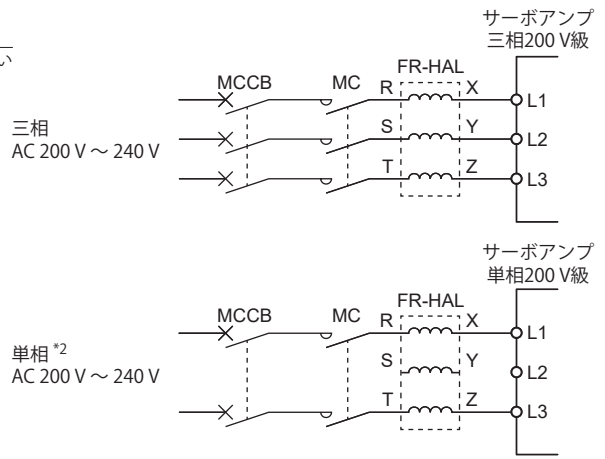 い
サーボアンプ
三相200 V級
MCCB
MC
FR-HAL
R
X
L1
三相
AC 200 V ～ 240 V
S
Y
L2
T
Z
L3
サーボアンプ
単相200 V級
MCCB
MC
FR-HAL
R
X
L1
単相 *2
AC 200 V ～ 240 V
S
Y
L2
T
Z
L3